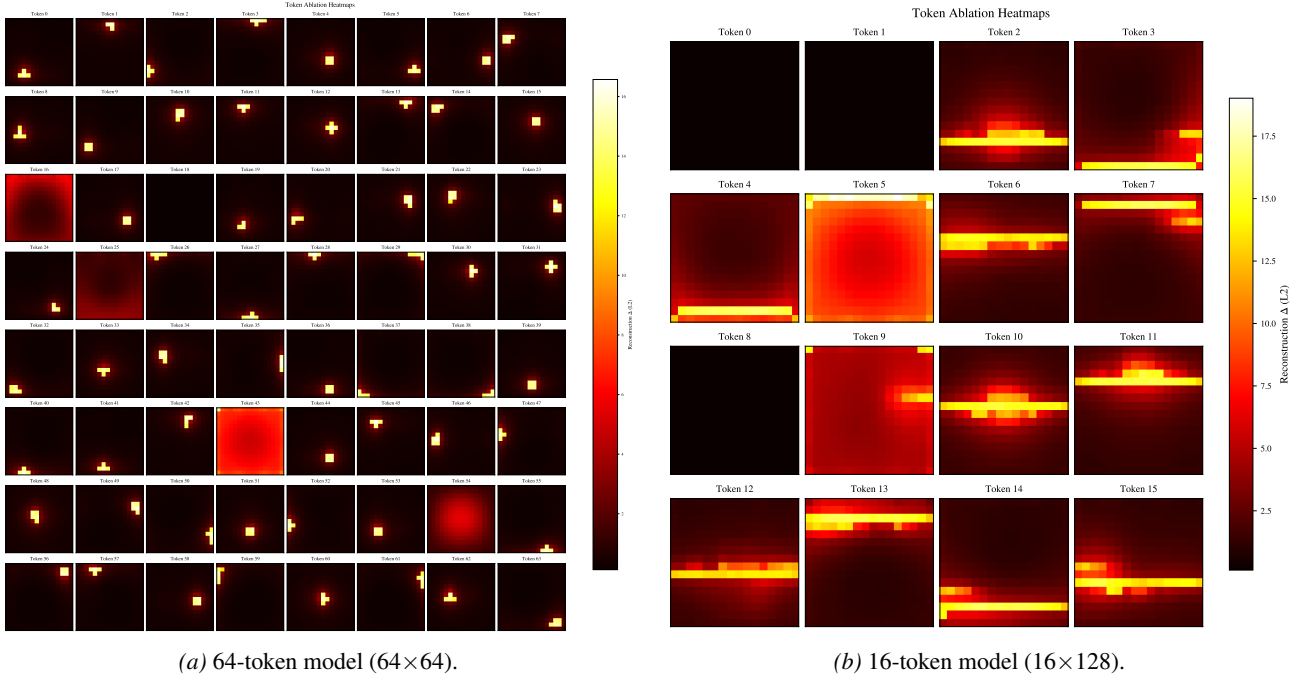 Token Ablation Heatmaps
Token 0 Token 1 Token 2 Token 3 Token 4 Token 5 Token 6 Token 7
Token 8 Token 9 Token 10 Token 11 Token 12 Token 13 Token 14 Token 15
Token 16 Token 17 Token 18 Token 19 Token 20 Token 21 Token 22 Token 23
Token 24 Token 25 Token 26 Token 27 Token 28 Token 29 Token 30 Token 31
Token 32 Token 33 Token 34 Token 35 Token 36 Token 37 Token 38 Token 39
Token 40 Token 41 Token 42 Token 43 Token 44 Token 45 Token 46 Token 47
Token 48 Token 49 Token 50 Token 51 Token 52 Token 53 Token 54 Token 55
Token 56 Token 57 Token 58 Token 59 Token 60 Token 61 Token 62 Token 63
16
14
12
10
8
6
4
2
Reconstruction Δ (L2)
(a) 64-token model (64×64).
Token Ablation Heatmaps
Token 0 Token 1 Token 2 Token 3
Token 4 Token 5 Token 6 Token 7
Token 8 Token 9 Token 10 Token 11
Token 12 Token 13 Token 14 Token 15
17.5
15.0
12.5
10.0
7.5
5.0
2.5
Reconstruction Δ (L2)
(b) 16-token model (16×128).